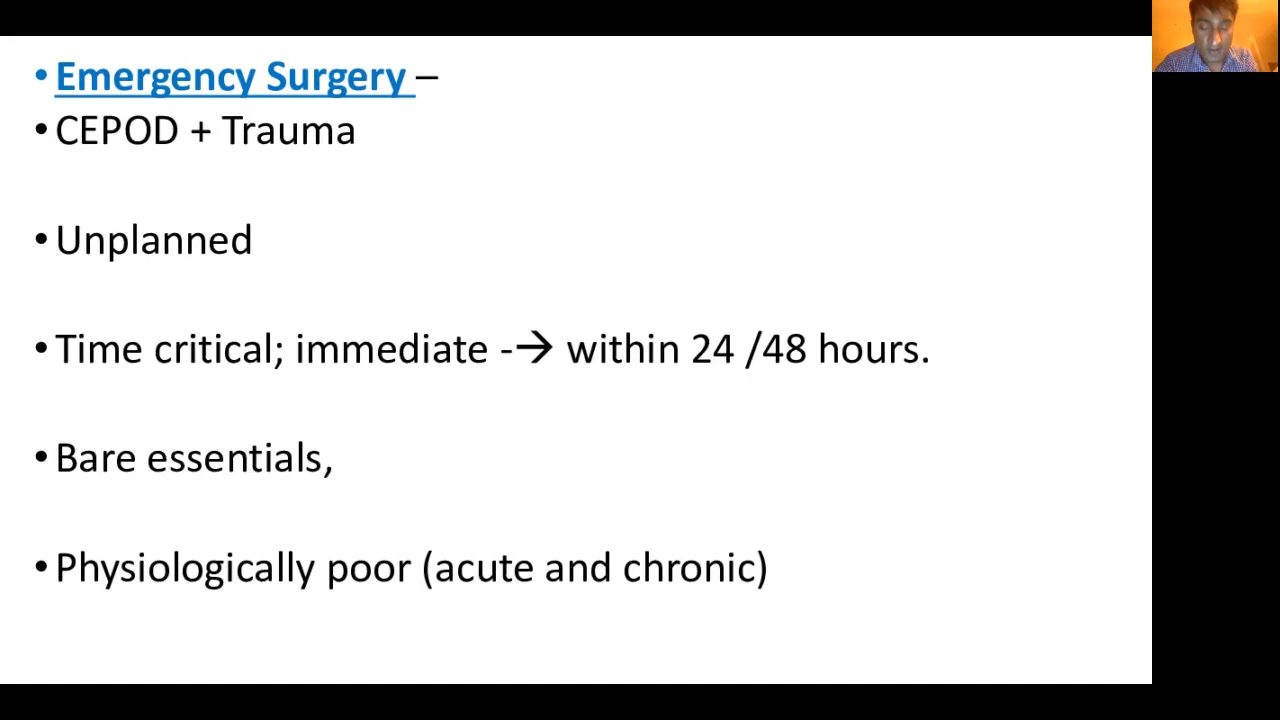 • Emergency Surgery –
• CEPOD + Trauma
• Unplanned
• Time critical; immediate -→ within 24 /48 hours.
• Bare essentials,
• Physiologically poor (acute and chronic)